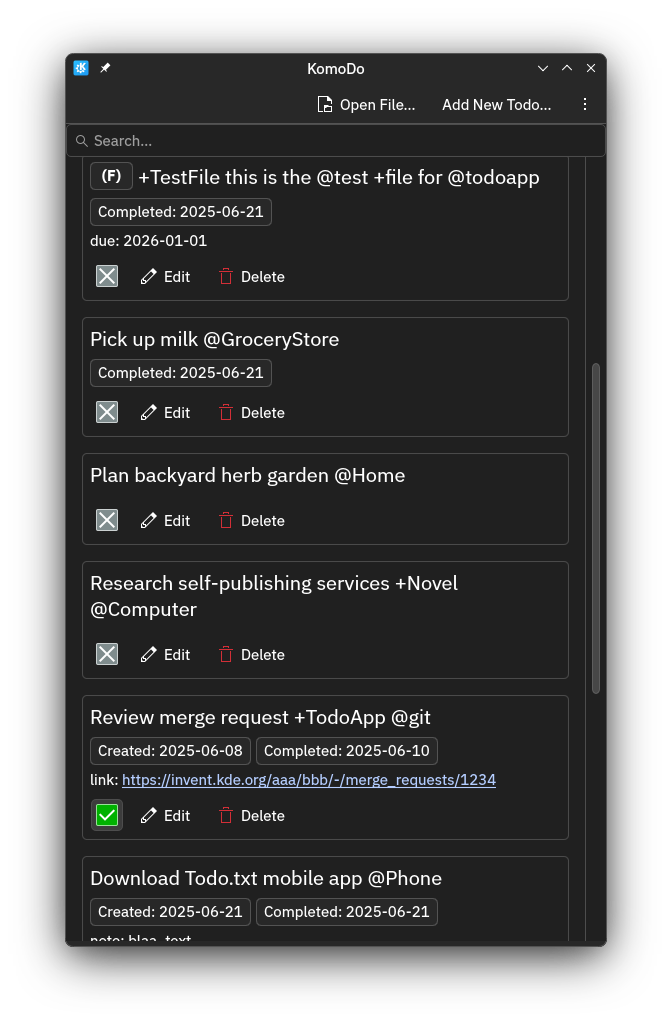 KomoDo
Open File... Add New Todo...
Search...
(F) +TestFile this is the @test +file for @todoapp
Completed: 2025-06-21
due: 2026-01-01
Edit Delete
Pick up milk @GroceryStore
Completed: 2025-06-21
Edit Delete
Plan backyard herb garden @Home
Edit Delete
Research self-publishing services +Novel
@Computer
Edit Delete
Review merge request +TodoApp @git
Created: 2025-06-08 Completed: 2025-06-10
link: https://invent.kde.org/aaa/bbb/-/merge_requests/1234
Edit Delete
Download Todo.txt mobile app @Phone
Created: 2025-06-21 Completed: 2025-06-21
note: blaa_text